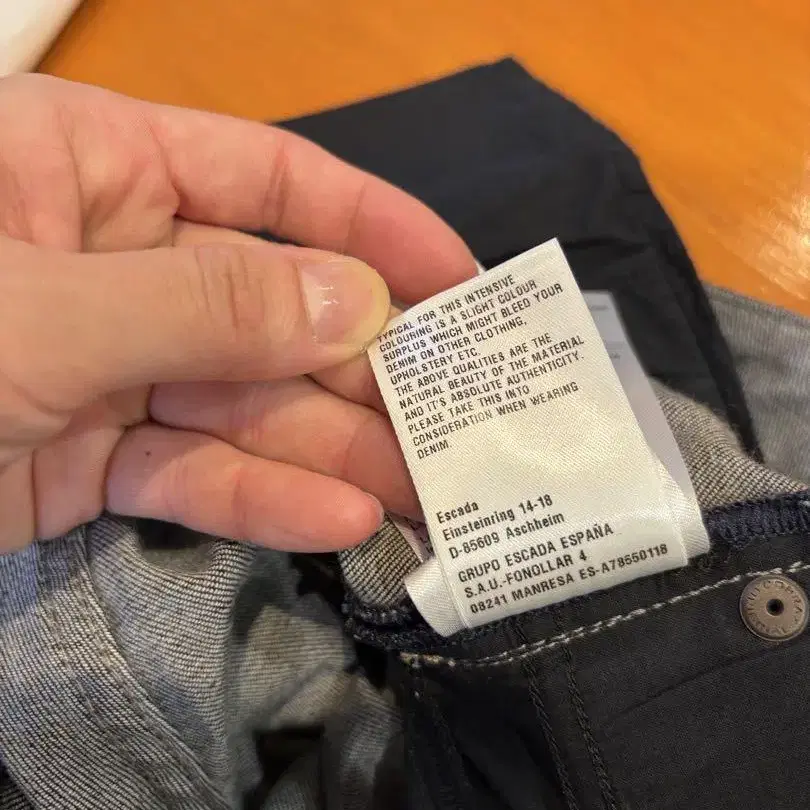 TYPICAL FOR THIS INTENSIVE
COLOURING IS A SLIGHT COLOUR
SURPLUS WHICH MIGHT BLEED YOUR
DENIM ON OTHER CLOTHING,
UPHOLSTERY ETC.
THE ABOVE QUALITIES ARE THE
NATURAL BEAUTY OF THE MATERIAL
AND IT'S ABSOLUTE AUTHENTICITY.
PLEASE TAKE THIS INTO
CONSIDERATION WHEN WEARING
DENIM
Escada
Einsteinring 14-18
D-85609 Aschheim
GRUPO ESCADA ESPAÑA
S.A.U.-FONOLLAR 4
08241 MANRESA ES-A78550118